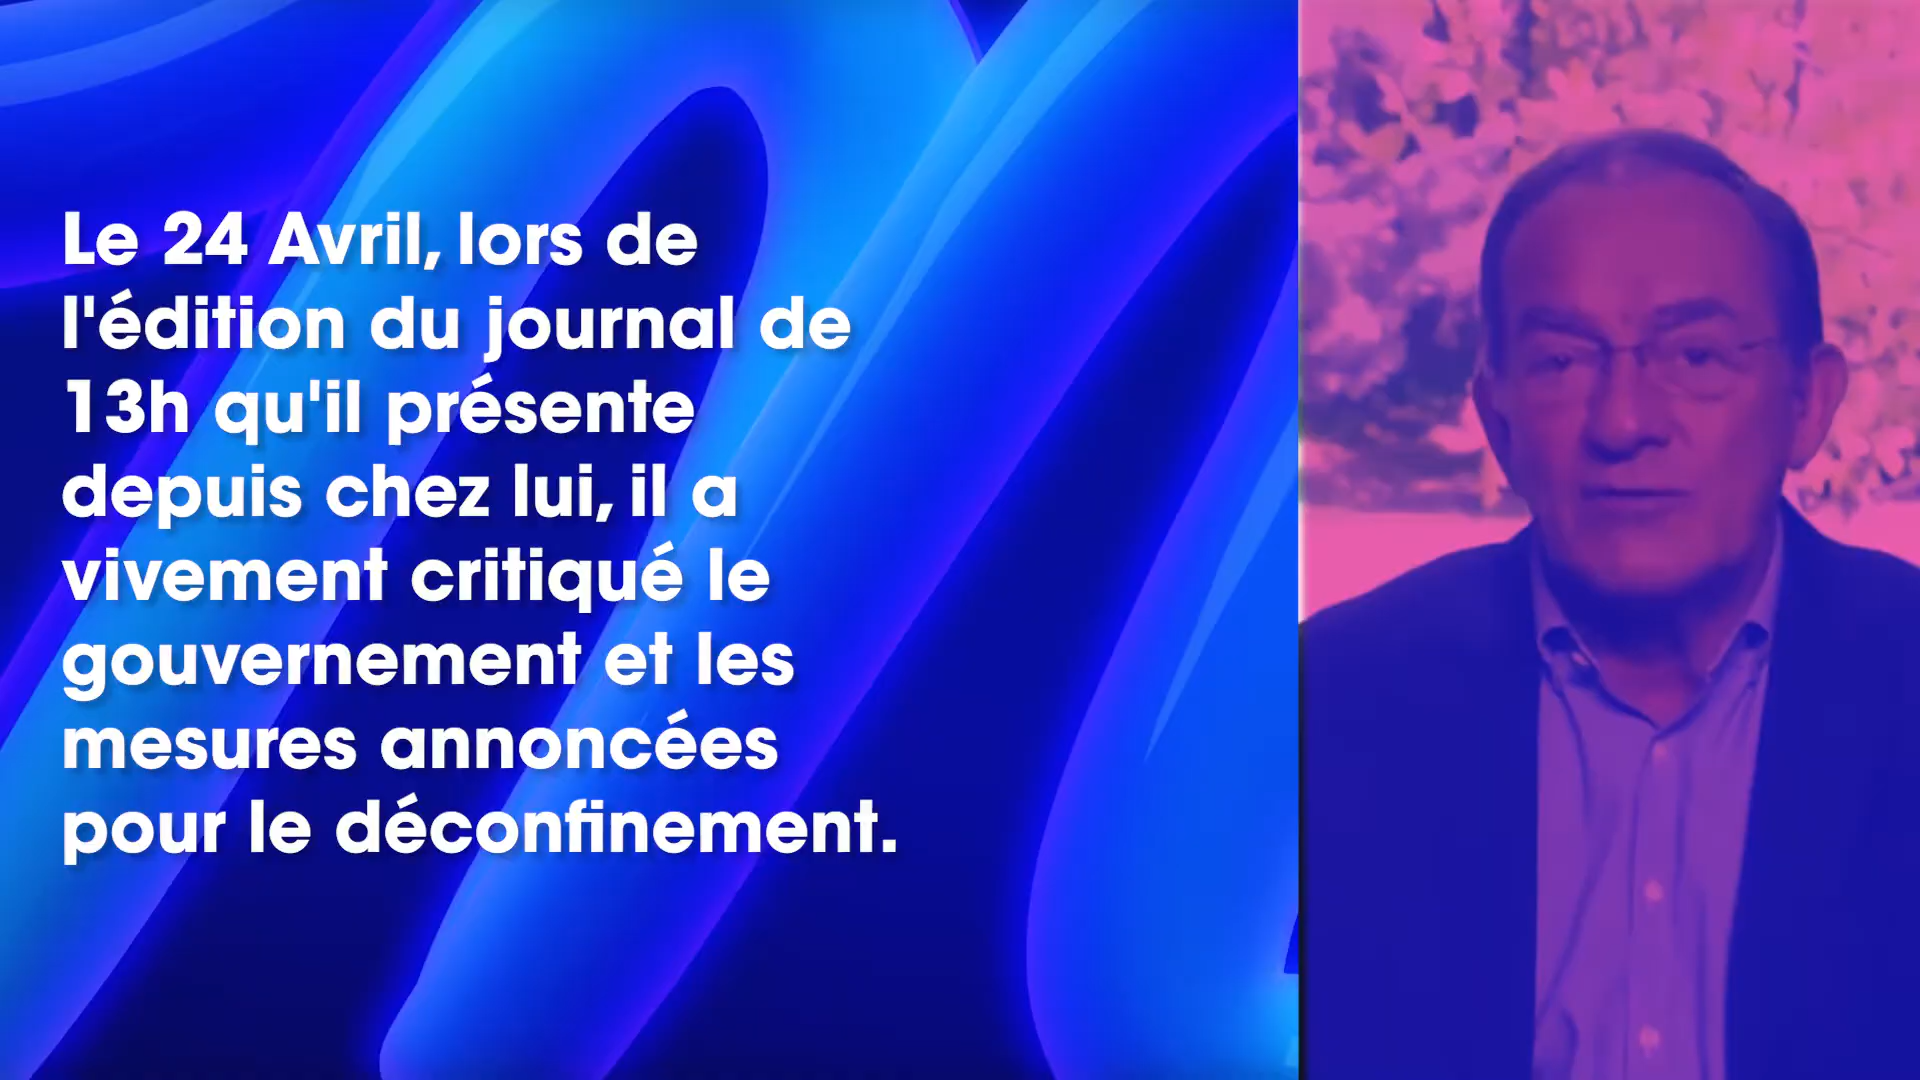 Le 24 Avril, lors de
l'édition du journal de
13h qu'il présente
depuis chez lui, il a
vivement critiqué le
gouvernement et les
mesures annoncées
pour le déconfinement.